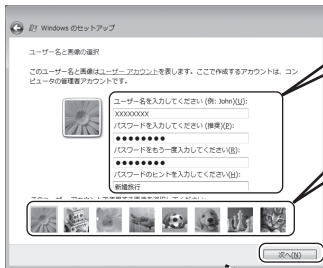 Windows のセットアップ
ユーザー名と画像の選択
このユーザー名と画像はユーザー アカウントを表します。ここで作成するアカウントは、コン
ピュータの管理者アカウントです。
ユーザー名を入力してください (例: John)(U):
XXXXXXXX
パスワードを入力してください (推奨)(P):
●●●●●●●●
パスワードをもう一度入力してください(R):
●●●●●●●●
パスワードのヒントを入力してください(H):
新婚旅行
次へ(N)